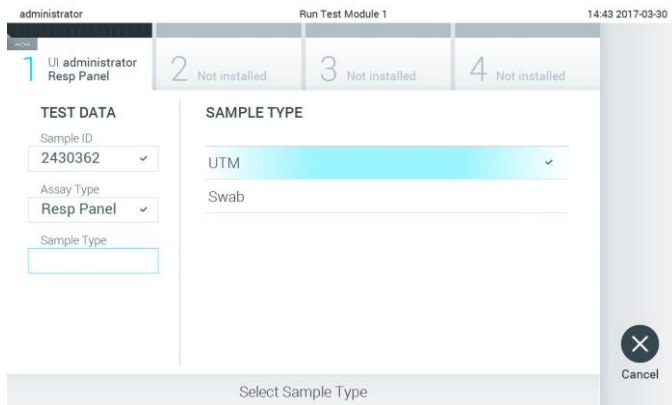 administrator
Run Test Module 1
14:43 2017-03-30
--:--
1 UI administrator
Resp Panel
2 Not installed
3 Not installed
4 Not installed
TEST DATA
Sample ID
2430362
Assay Type
Resp Panel
Sample Type
SAMPLE TYPE
UTM
Swab
Cancel
Select Sample Type